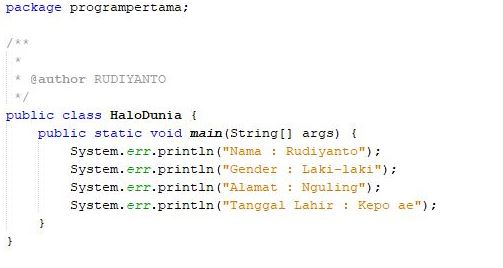 package programpertama;
/**
 *
 * @author RUDIYANTO
 */
public class HaloDunia {
    public static void main(String[] args) {
        System.err.println("Nama : Rudiyanto");
        System.err.println("Gender : Laki-laki");
        System.err.println("Alamat : Nguling");
        System.err.println("Tanggal Lahir : Kepo ae");
    }
}